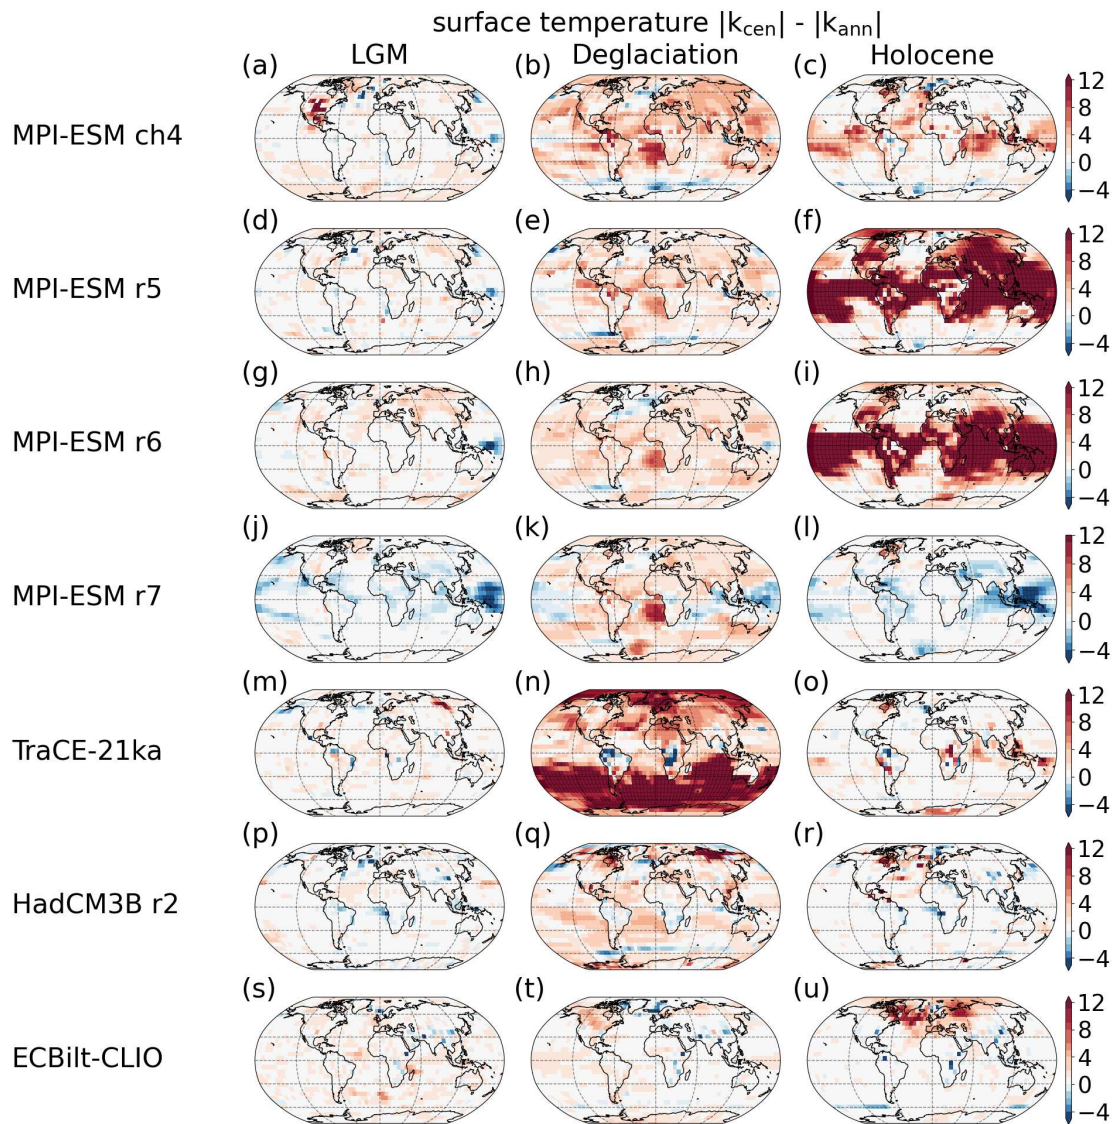 surface temperature |k_cen| - |k_ann|
LGM Deglaciation Holocene
(a) (b) (c)
MPI-ESM ch4
12
8
4
0
−4
(d) (e) (f)
MPI-ESM r5
12
8
4
0
−4
(g) (h) (i)
MPI-ESM r6
12
8
4
0
−4
(j) (k) (l)
MPI-ESM r7
12
8
4
0
−4
(m) (n) (o)
TraCE-21ka
12
8
4
0
−4
(p) (q) (r)
HadCM3B r2
12
8
4
0
−4
(s) (t) (u)
ECBilt-CLIO
12
8
4
0
−4